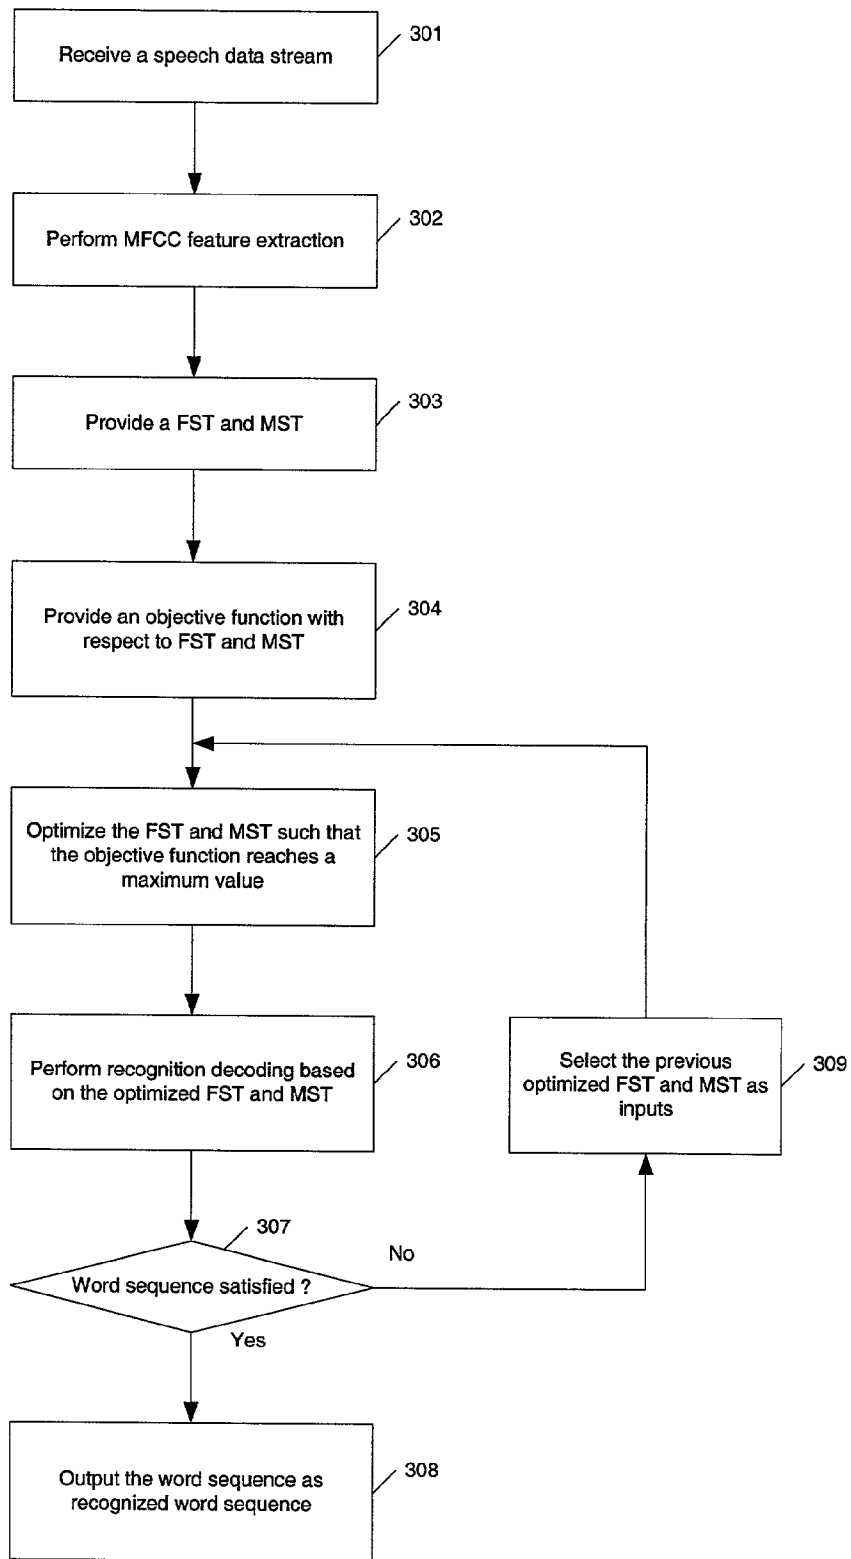 301
Receive a speech data stream
302
Perform MFCC feature extraction
303
Provide a FST and MST
304
Provide an objective function with
respect to FST and MST
305
Optimize the FST and MST such that
the objective function reaches a
maximum value
306
Perform recognition decoding based
on the optimized FST and MST
309
Select the previous
optimized FST and MST as
inputs
307
Word sequence satisfied ?
No
Yes
308
Output the word sequence as
recognized word sequence